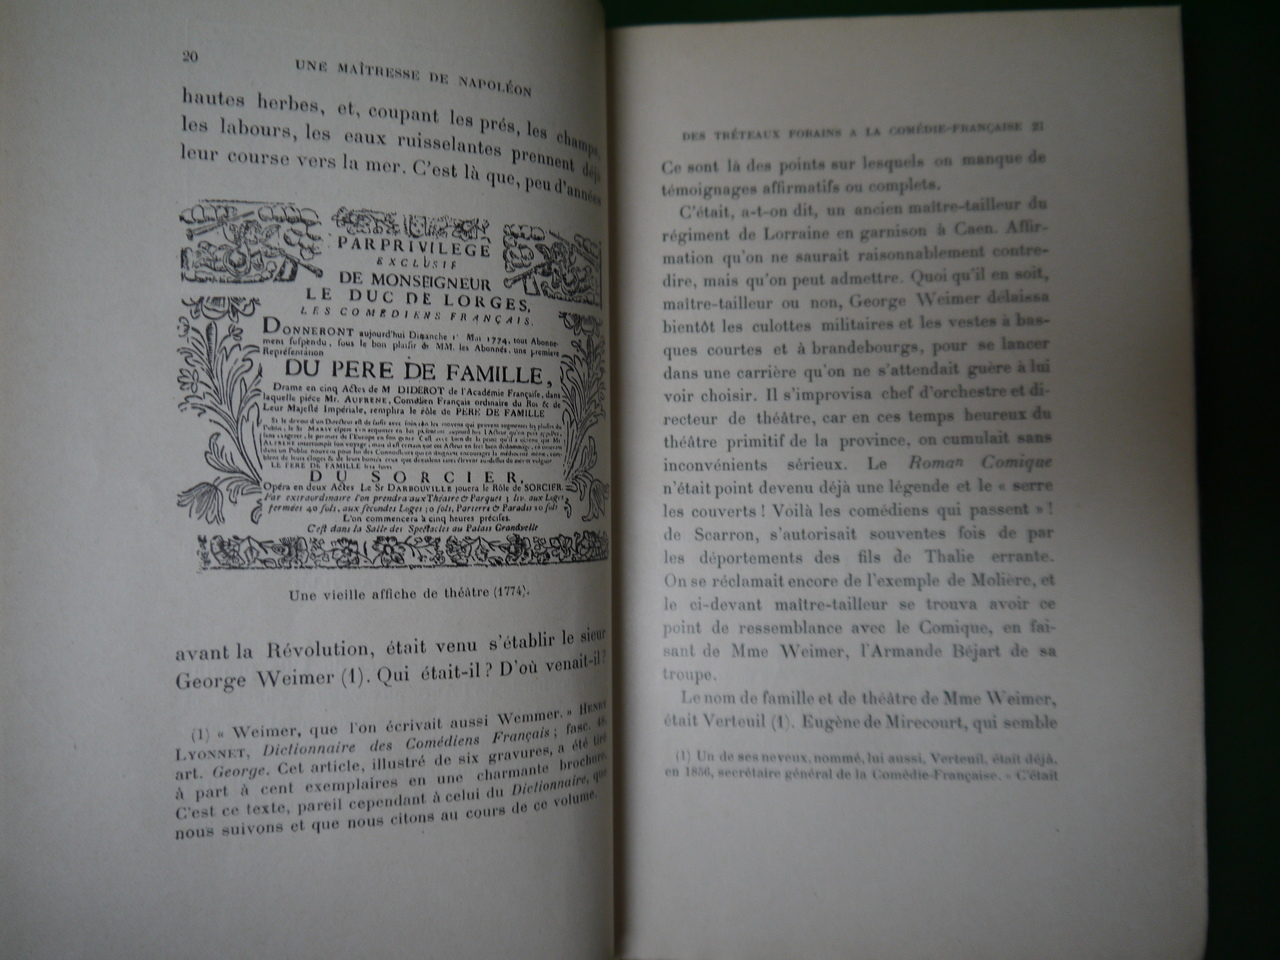 20
UNE MAÎTRESSE DE NAPOLÉON
hautes herbes, et, coupant les prés, les champs,
les labours, les eaux ruisselantes prennent déjà
leur course vers la mer. C'est là que, peu d'années
PAR PRIVILEGE
EXCLUSIF
DE MONSEIGNEUR
LE DUC DE LORGES,
LES COMEDIENS FRANÇAIS,
DONNERONT aujourd'hui Dimanche 1r Mai 1774, tout Abonne-
ment suspendu, sous le bon plaisir de MM. les Abonnés, une premiere
Représentation
DU PERE DE FAMILLE,
Drame en cinq Actes de M DIDEROT de l'Académie Française, dans
laquelle piéce Mr. AUFRENE, Comédien Français ordinaire du Roi & de
Leur Majesté Impériale, remplira le rôle de PERE DE FAMILLE
LE PERE DE FAMILLE
DU SORCIER,
Opéra en deux Actes Le Sr DARBOUVILLE jouera le Rôle de SORCIER.
Par extraordinaire l'on prendra aux Théatre & Parquet 3 liv. aux Loges
fermées 40 sols, aux secondes Loges 30 sols, Parterre & Paradis 20 sols
L'on commencera à cinq heures précises.
C'est dans la Salle des Spectacles au Palais Grandvelle
Une vieille affiche de théâtre (1774).
avant la Révolution, était venu s'établir le sieur
George Weimer (1). Qui était-il? D'où venait-il?
(1) « Weimer, que l'on écrivait aussi Wemmer. » HENRY
LYONNET, Dictionnaire des Comédiens Français; fasc. 48,
art. George. Cet article, illustré de six gravures, a été tiré
à part à cent exemplaires en une charmante brochure.
C'est ce texte, pareil cependant à celui du Dictionnaire, que
nous suivons et que nous citons au cours de ce volume.
DES TRÉTEAUX FORAINS A LA COMÉDIE-FRANÇAISE 21
Ce sont là des points sur lesquels on manque de
témoignages affirmatifs ou complets.
C'était, a-t-on dit, un ancien maître-tailleur du
régiment de Lorraine en garnison à Caen. Affir-
mation qu'on ne saurait raisonnablement contre-
dire, mais qu'on peut admettre. Quoi qu'il en soit,
maître-tailleur ou non, George Weimer délaissa
bientôt les culottes militaires et les vestes à bas-
ques courtes et à brandebourgs, pour se lancer
dans une carrière qu'on ne s'attendait guère à lui
voir choisir. Il s'improvisa chef d'orchestre et di-
recteur de théâtre, car en ces temps heureux du
théâtre primitif de la province, on cumulait sans
inconvénients sérieux. Le Roman Comique
n'était point devenu déjà une légende et le « serre
les couverts! Voilà les comédiens qui passent »!
de Scarron, s'autorisait souventes fois de par
les départements des fils de Thalie errante.
On se réclamait encore de l'exemple de Molière, et
le ci-devant maître-tailleur se trouva avoir ce
point de ressemblance avec le Comique, en fai-
sant de Mme Weimer, l'Armande Béjart de sa
troupe.
Le nom de famille et de théâtre de Mme Weimer,
était Verteuil (1). Eugène de Mirecourt, qui semble
(1) Un de ses neveux, nommé, lui aussi, Verteuil, était déjà,
en 1856, secrétaire général de la Comédie-Française. « C'était